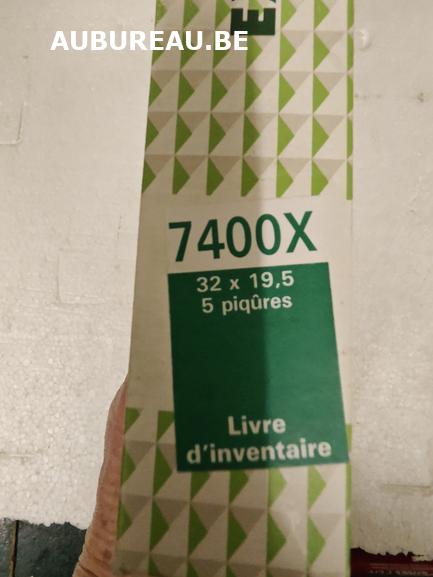 AUBUREAU.BE
7400X
32 x 19,5
5 piqûres
Livre
d'inventaire